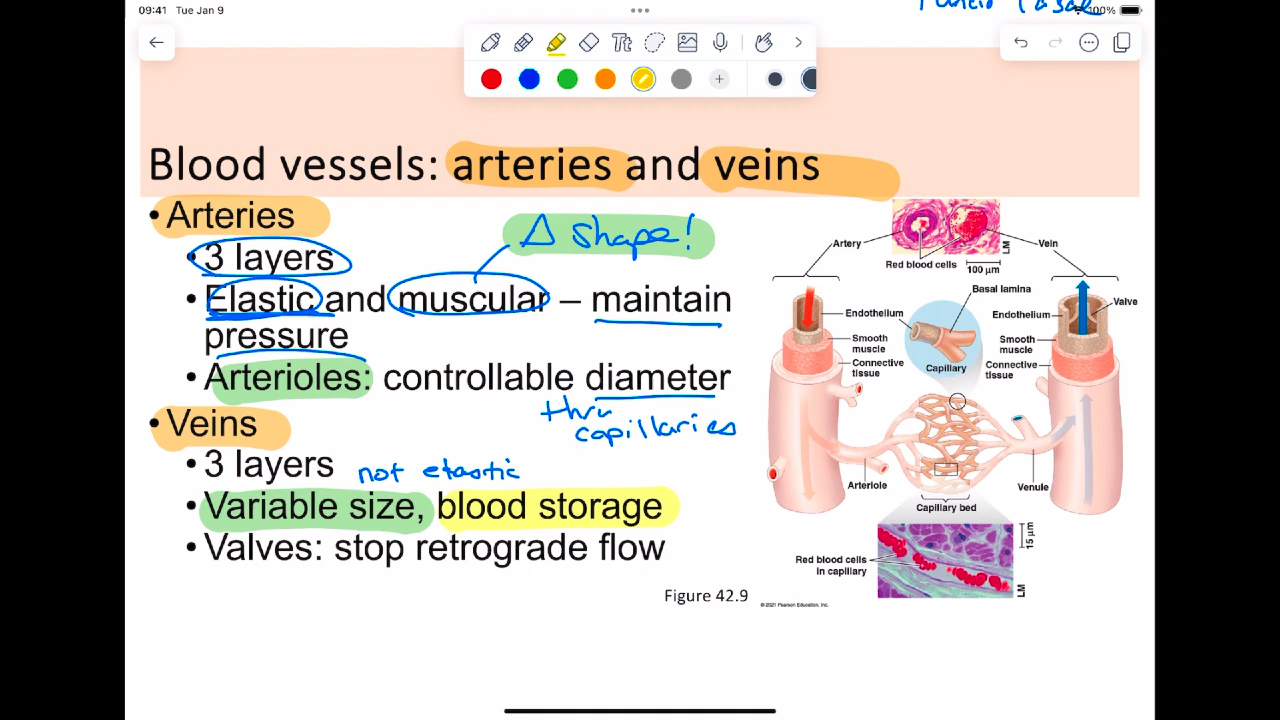 09:41 Tue Jan 9
100%
Tt
Blood vessels: arteries and veins
• Arteries
Δ shape!
• 3 layers
• Elastic and muscular – maintain
pressure
• Arterioles: controllable diameter
thru
capillaries
• Veins
• 3 layers
not elastic
• Variable size, blood storage
• Valves: stop retrograde flow
Figure 42.9
Artery
Vein
LM
Red blood cells
100 µm
Basal lamina
Valve
Endothelium
Endothelium
Smooth
muscle
Smooth
muscle
Connective
tissue
Capillary
Connective
tissue
Arteriole
Venule
Capillary bed
15 µm
Red blood cells
in capillary
LM
© 2021 Pearson Education, Inc.